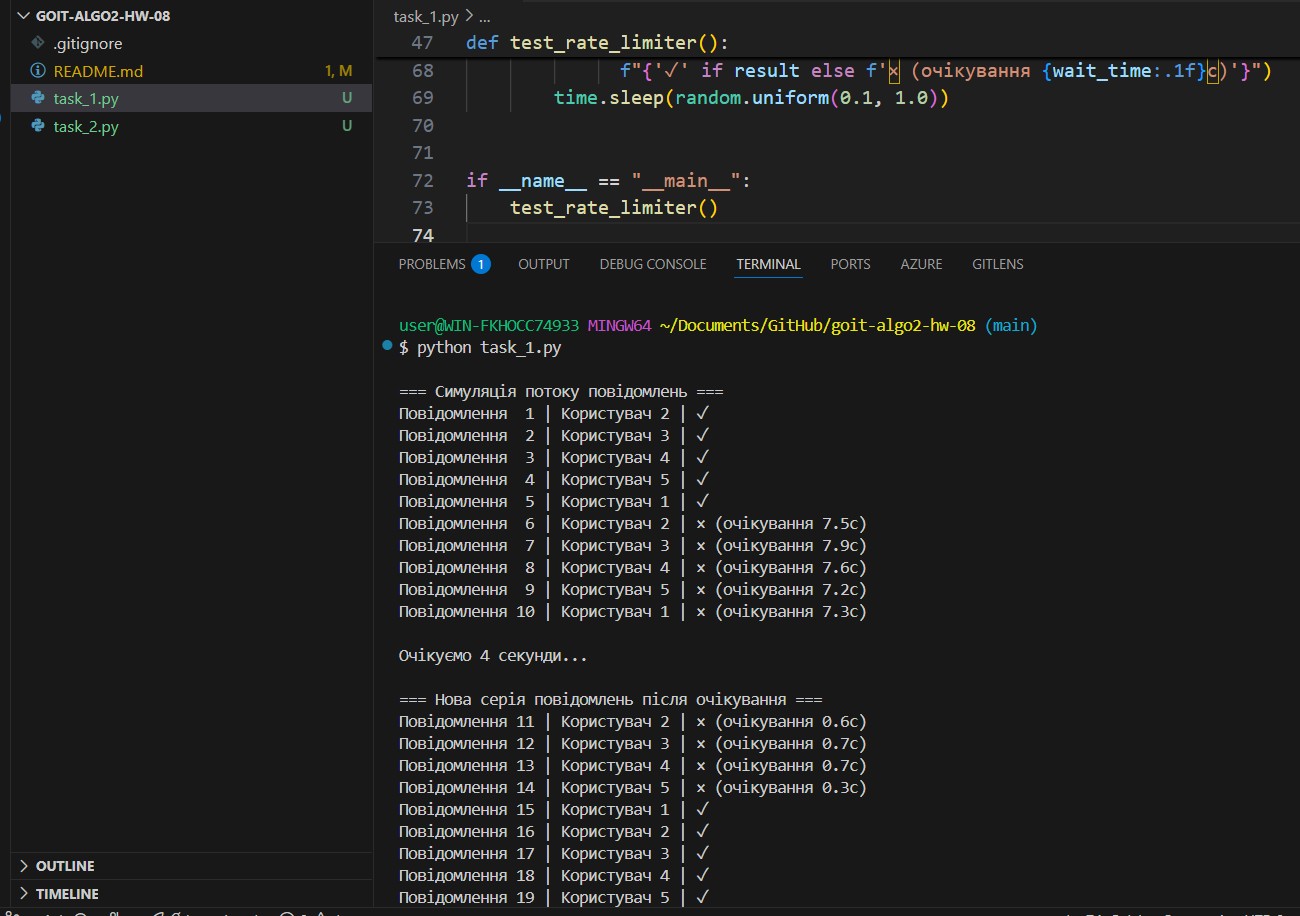 GOIT-ALGO2-HW-08
.gitignore
README.md 1, M
task_1.py U
task_2.py U
OUTLINE
TIMELINE
task_1.py > ...
47 def test_rate_limiter():
68 f"{'✓' if result else f'× (очікування {wait_time:.1f}с)'}")
69 time.sleep(random.uniform(0.1, 1.0))
70
71
72 if __name__ == "__main__":
73 test_rate_limiter()
74
PROBLEMS 1 OUTPUT DEBUG CONSOLE TERMINAL PORTS AZURE GITLENS
user@WIN-FKHOCC74933 MINGW64 ~/Documents/GitHub/goit-algo2-hw-08 (main)
$ python task_1.py
=== Симуляція потоку повідомлень ===
Повідомлення  1 | Користувач 2 | ✓
Повідомлення  2 | Користувач 3 | ✓
Повідомлення  3 | Користувач 4 | ✓
Повідомлення  4 | Користувач 5 | ✓
Повідомлення  5 | Користувач 1 | ✓
Повідомлення  6 | Користувач 2 | × (очікування 7.5с)
Повідомлення  7 | Користувач 3 | × (очікування 7.9с)
Повідомлення  8 | Користувач 4 | × (очікування 7.6с)
Повідомлення  9 | Користувач 5 | × (очікування 7.2с)
Повідомлення 10 | Користувач 1 | × (очікування 7.3с)
Очікуємо 4 секунди...
=== Нова серія повідомлень після очікування ===
Повідомлення 11 | Користувач 2 | × (очікування 0.6с)
Повідомлення 12 | Користувач 3 | × (очікування 0.7с)
Повідомлення 13 | Користувач 4 | × (очікування 0.7с)
Повідомлення 14 | Користувач 5 | × (очікування 0.3с)
Повідомлення 15 | Користувач 1 | ✓
Повідомлення 16 | Користувач 2 | ✓
Повідомлення 17 | Користувач 3 | ✓
Повідомлення 18 | Користувач 4 | ✓
Повідомлення 19 | Користувач 5 | ✓